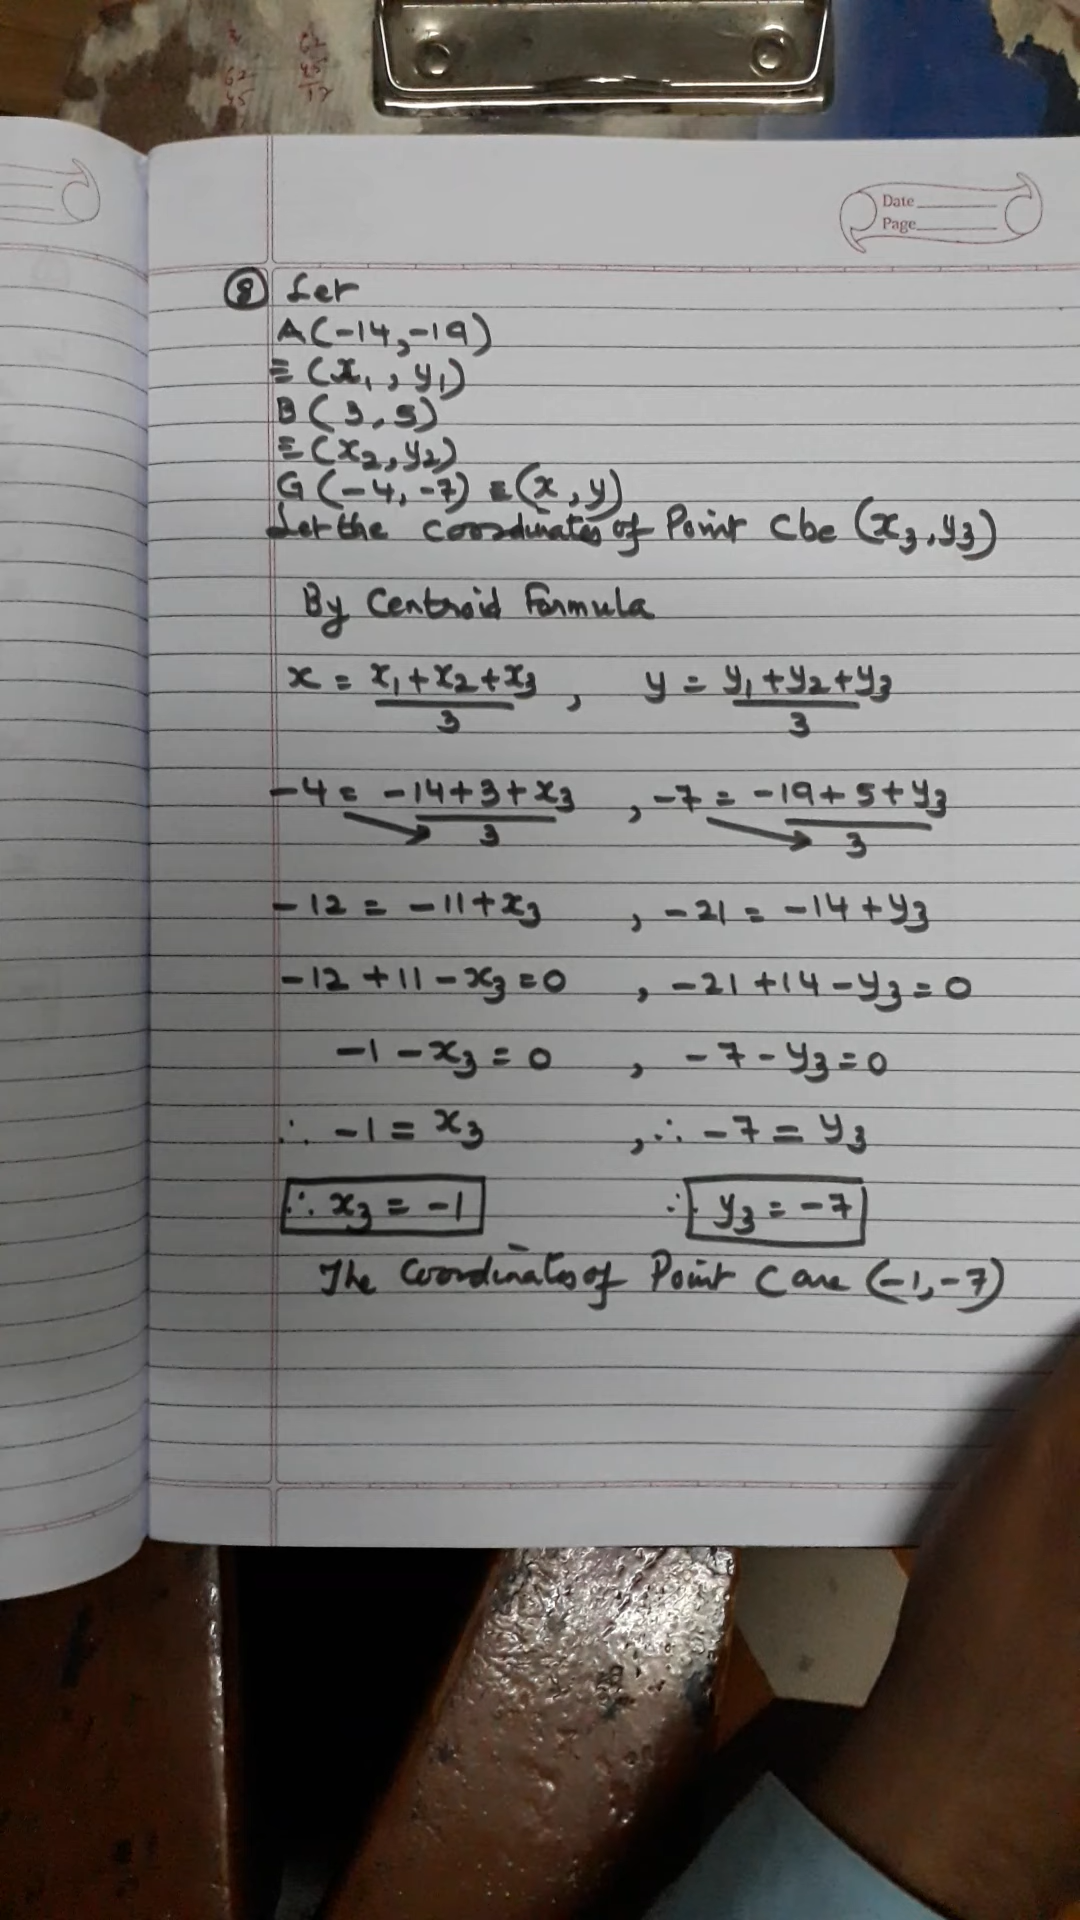 Date
Page
⑧ Let
A(-14,-19)
≡ (x₁, y₁)
B(3,5)
≡ (x₂, y₂)
G(-4,-7) ≡ (x, y)
Let the coordinates of Point C be (x₃, y₃)
By Centroid Formula
x = (x₁+x₂+x₃)/3 , y = (y₁+y₂+y₃)/3
-4 = (-14+3+x₃)/3 , -7 = (-19+5+y₃)/3
-12 = -11+x₃ , -21 = -14+y₃
-12+11-x₃=0 , -21+14-y₃=0
-1-x₃=0 , -7-y₃=0
∴ -1 = x₃ , ∴ -7 = y₃
∴ x₃ = -1 ∴ y₃ = -7
The Coordinates of Point C are (-1,-7)